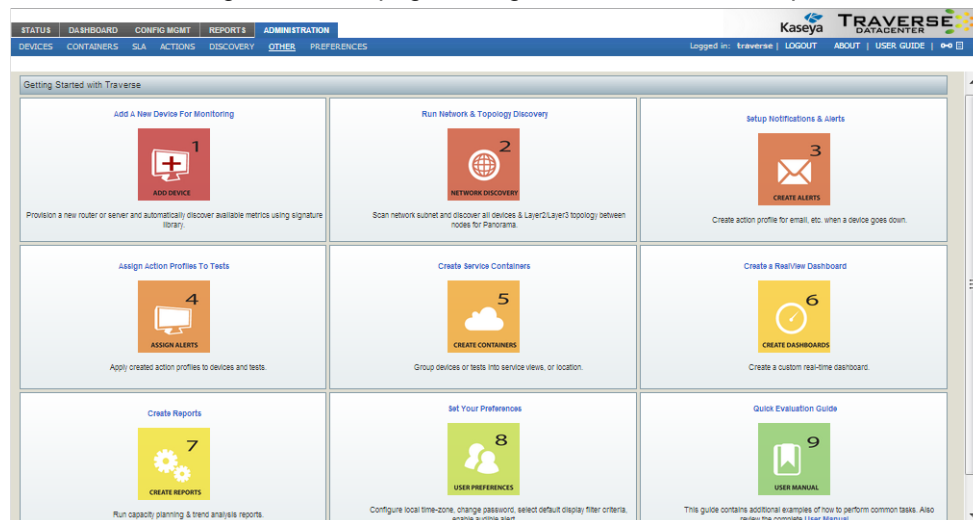 Kaseya TRAVERSE
DATACENTER
STATUS DASHBOARD CONFIG MGMT REPORTS ADMINISTRATION
DEVICES CONTAINERS SLA ACTIONS DISCOVERY OTHER PREFERENCES Logged in: traverse | LOGOUT ABOUT | USER GUIDE |
Getting Started with Traverse
Add A New Device For Monitoring
1
ADD DEVICE
Provision a new router or server and automatically discover available metrics using signature
library.
Run Network & Topology Discovery
2
NETWORK DISCOVERY
Scan network subnet and discover all devices & Layer2/Layer3 topology between
nodes for Panorama.
Setup Notifications & Alerts
3
CREATE ALERTS
Create action profile for email, etc. when a device goes down.
Assign Action Profiles To Tests
4
ASSIGN ALERTS
Apply created action profiles to devices and tests.
Create Service Containers
5
CREATE CONTAINERS
Group devices or tests into service views, or location.
Create a RealView Dashboard
6
CREATE DASHBOARDS
Create a custom real-time dashboard.
Create Reports
7
CREATE REPORTS
Run capacity planning & trend analysis reports.
Set Your Preferences
8
USER PREFERENCES
Configure local time-zone, change password, select default display filter criteria,
enable audible alert.
Quick Evaluation Guide
9
USER MANUAL
This guide contains additional examples of how to perform common tasks. Also
review the complete User Manual.